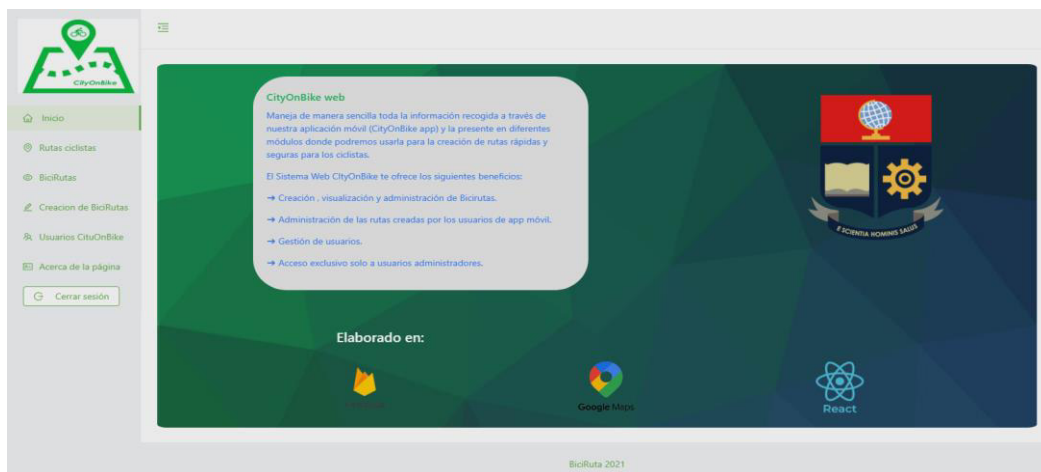 CityOnBike
Inicio
Rutas ciclistas
BiciRutas
Creacion de BiciRutas
Usuarios CituOnBike
Acerca de la página
Cerrar sesión
CityOnBike web
Maneja de manera sencilla toda la información recogida a través de
nuestra aplicación móvil (CityOnBike app) y la presente en diferentes
módulos donde podremos usarla para la creación de rutas rápidas y
seguras para los ciclistas.
El Sistema Web CItyOnBike te ofrece los siguientes beneficios:
➔ Creación , visualización y administración de Bicirutas.
➔ Administración de las rutas creadas por los usuarios de app móvil.
➔ Gestión de usuarios.
➔ Acceso exclusivo solo a usuarios administradores.
E SCIENTIA HOMINIS SALUS
Elaborado en:
Google Maps
React
BiciRuta 2021